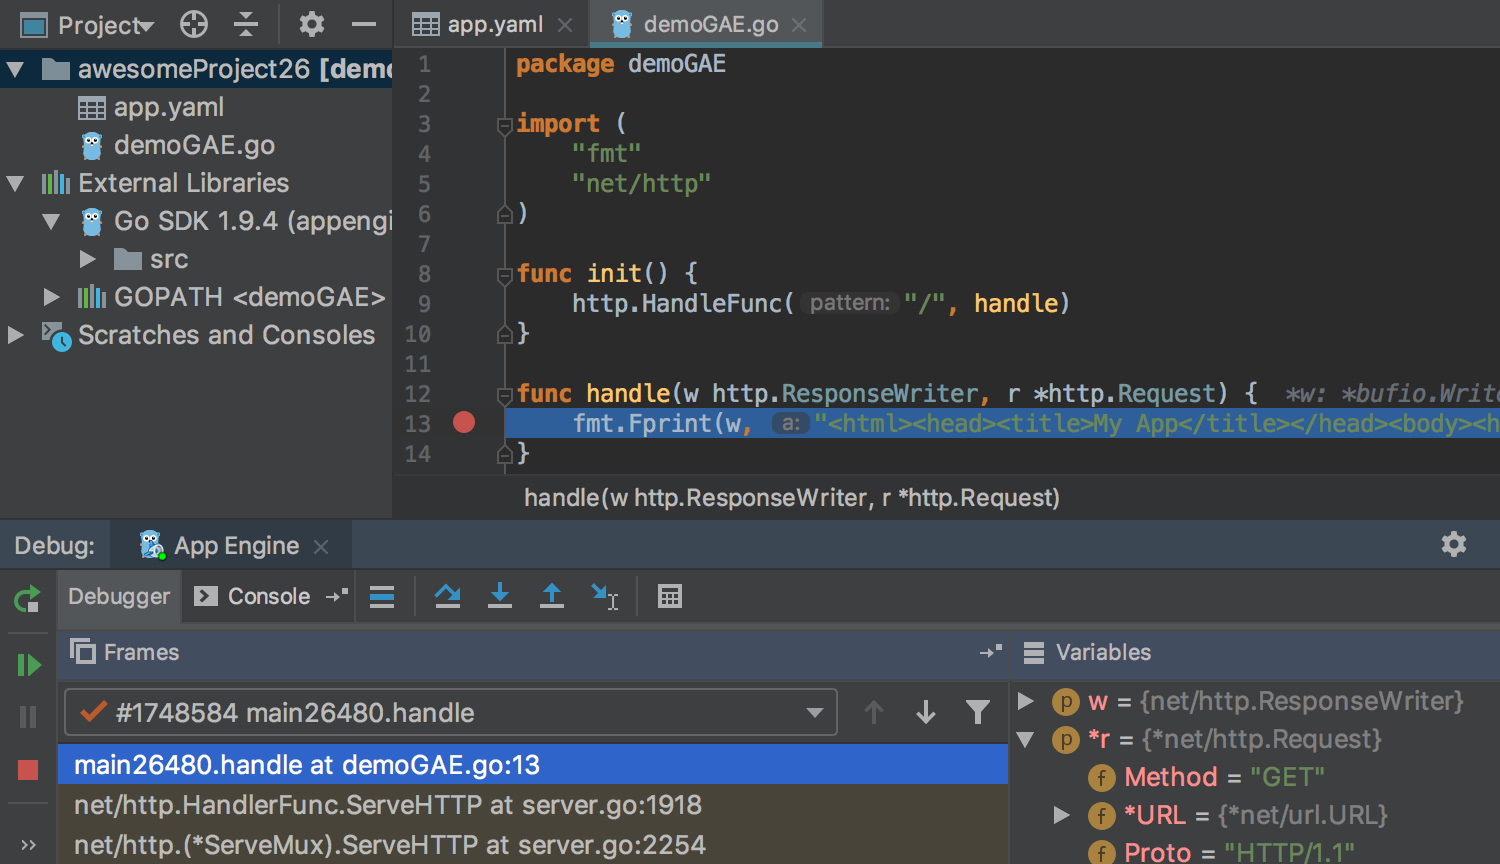 Project
app.yaml
demoGAE.go
awesomeProject26 [demo
app.yaml
demoGAE.go
External Libraries
Go SDK 1.9.4 (appengi
src
GOPATH <demoGAE>
Scratches and Consoles
1 package demoGAE
2
3 import (
4 "fmt"
5 "net/http"
6 )
7
8 func init() {
9 http.HandleFunc( pattern: "/", handle)
10 }
11
12 func handle(w http.ResponseWriter, r *http.Request) { *w: *bufio.Write
13 fmt.Fprint(w, a: "<html><head><title>My App</title></head><body><h
14 }
handle(w http.ResponseWriter, r *http.Request)
Debug:
App Engine
Debugger
Console
Frames
#1748584 main26480.handle
main26480.handle at demoGAE.go:13
net/http.HandlerFunc.ServeHTTP at server.go:1918
net/http.(*ServeMux).ServeHTTP at server.go:2254
Variables
p w = {net/http.ResponseWriter}
p *r = {*net/http.Request}
f Method = "GET"
f *URL = {*net/url.URL}
f Proto = "HTTP/1.1"